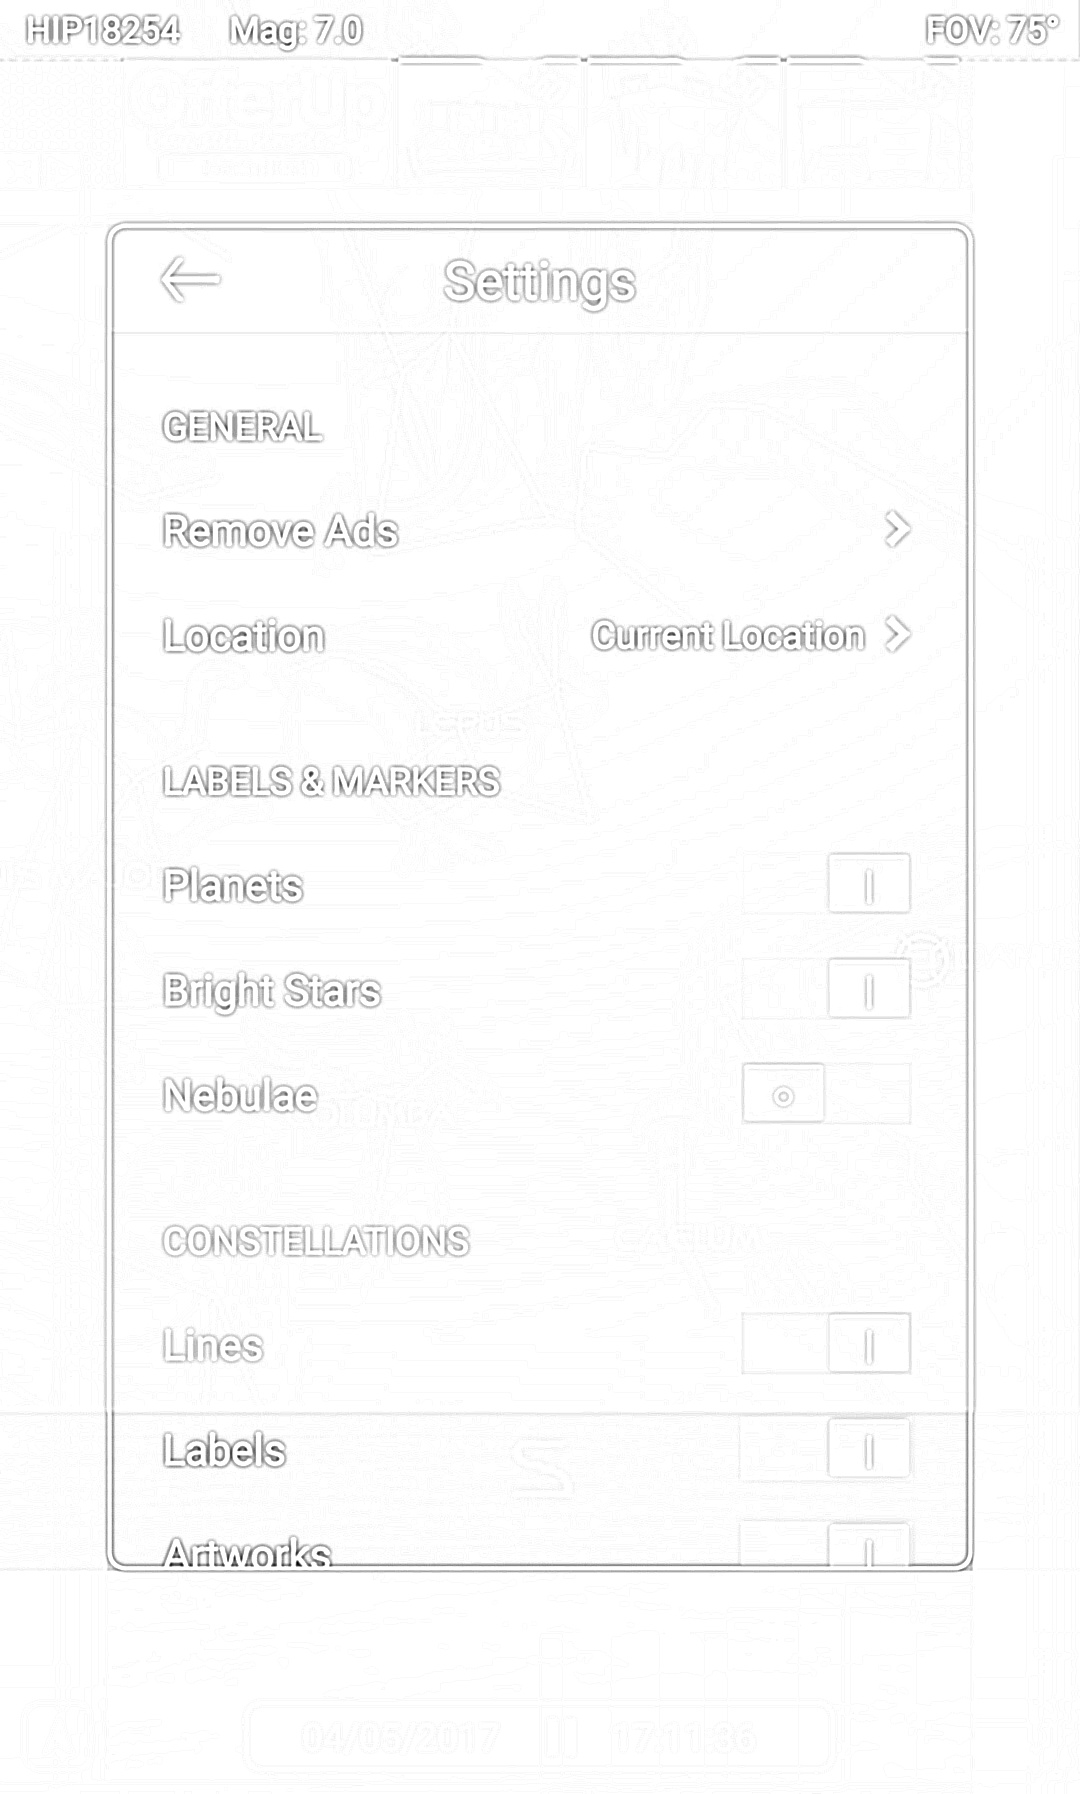 HIP18254 Mag: 7.0 FOV: 75°
OfferUp
Settings
GENERAL
Remove Ads
Location Current Location
LEPUS
LABELS & MARKERS
Planets
Bright Stars
Nebulae
CONSTELLATIONS
Lines
Labels
Artworks
04/05/2017 17:11:36